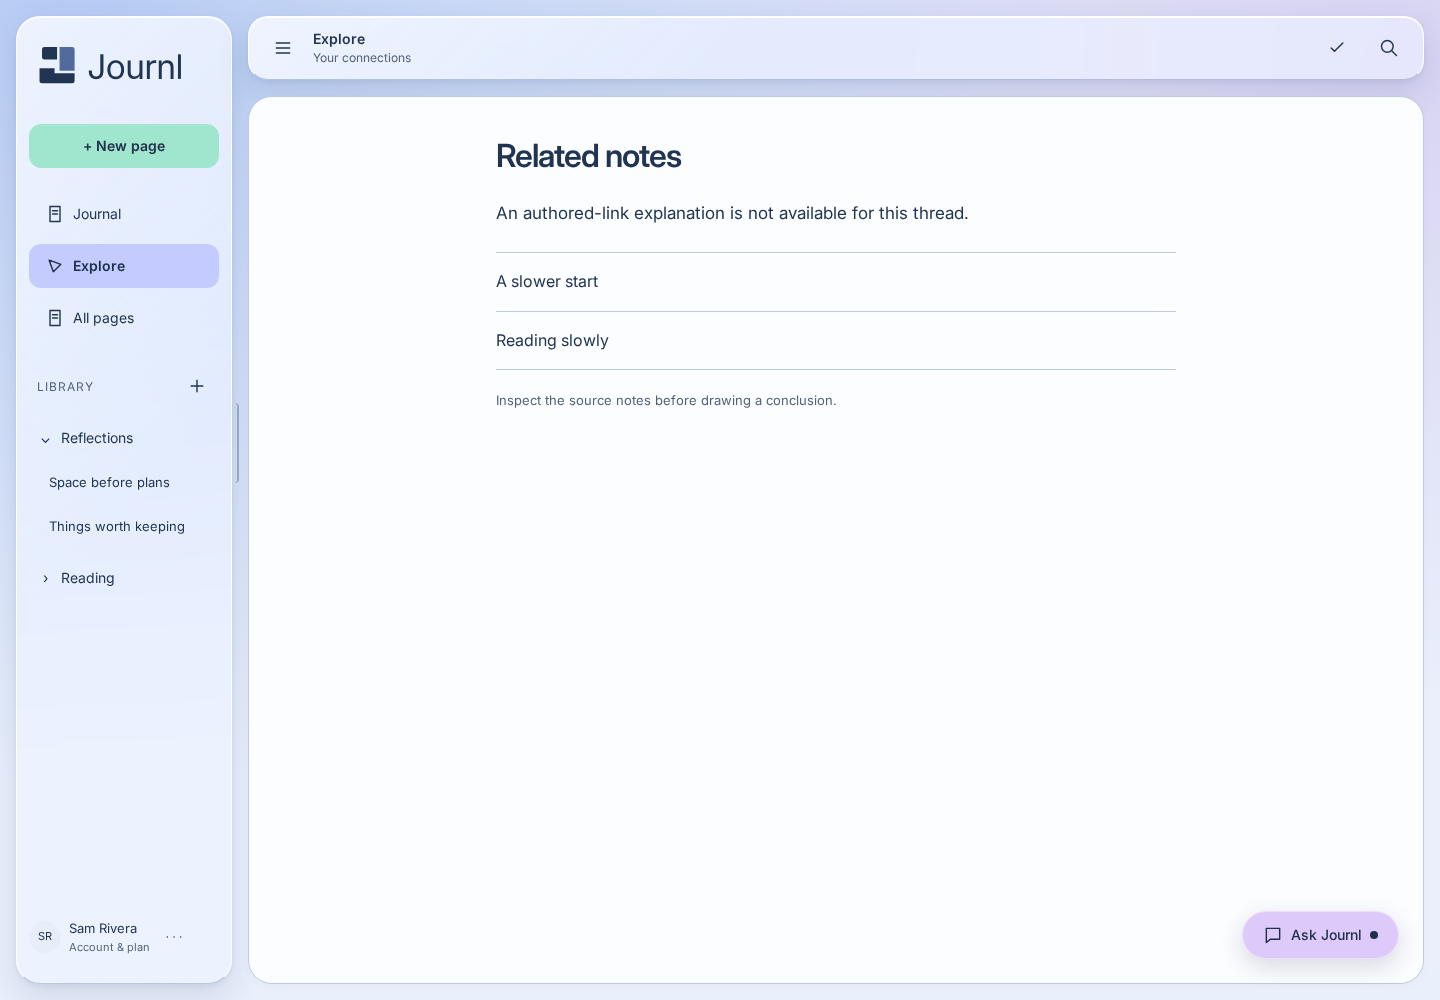 Journl
+ New page
Journal
Explore
All pages
LIBRARY
Reflections
Space before plans
Things worth keeping
Reading
SR
Sam Rivera
Account & plan
Explore
Your connections
Related notes
An authored-link explanation is not available for this thread.
A slower start
Reading slowly
Inspect the source notes before drawing a conclusion.
Ask Journl